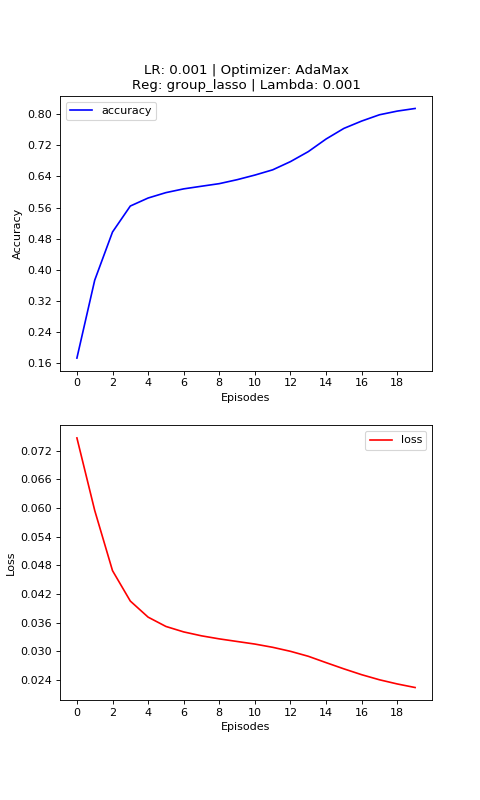 LR: 0.001 | Optimizer: AdaMax
Reg: group_lasso | Lambda: 0.001
accuracy
Accuracy
0.80
0.72
0.64
0.56
0.48
0.40
0.32
0.24
0.16
0 2 4 6 8 10 12 14 16 18
Episodes
loss
Loss
0.072
0.066
0.060
0.054
0.048
0.042
0.036
0.030
0.024
0 2 4 6 8 10 12 14 16 18
Episodes